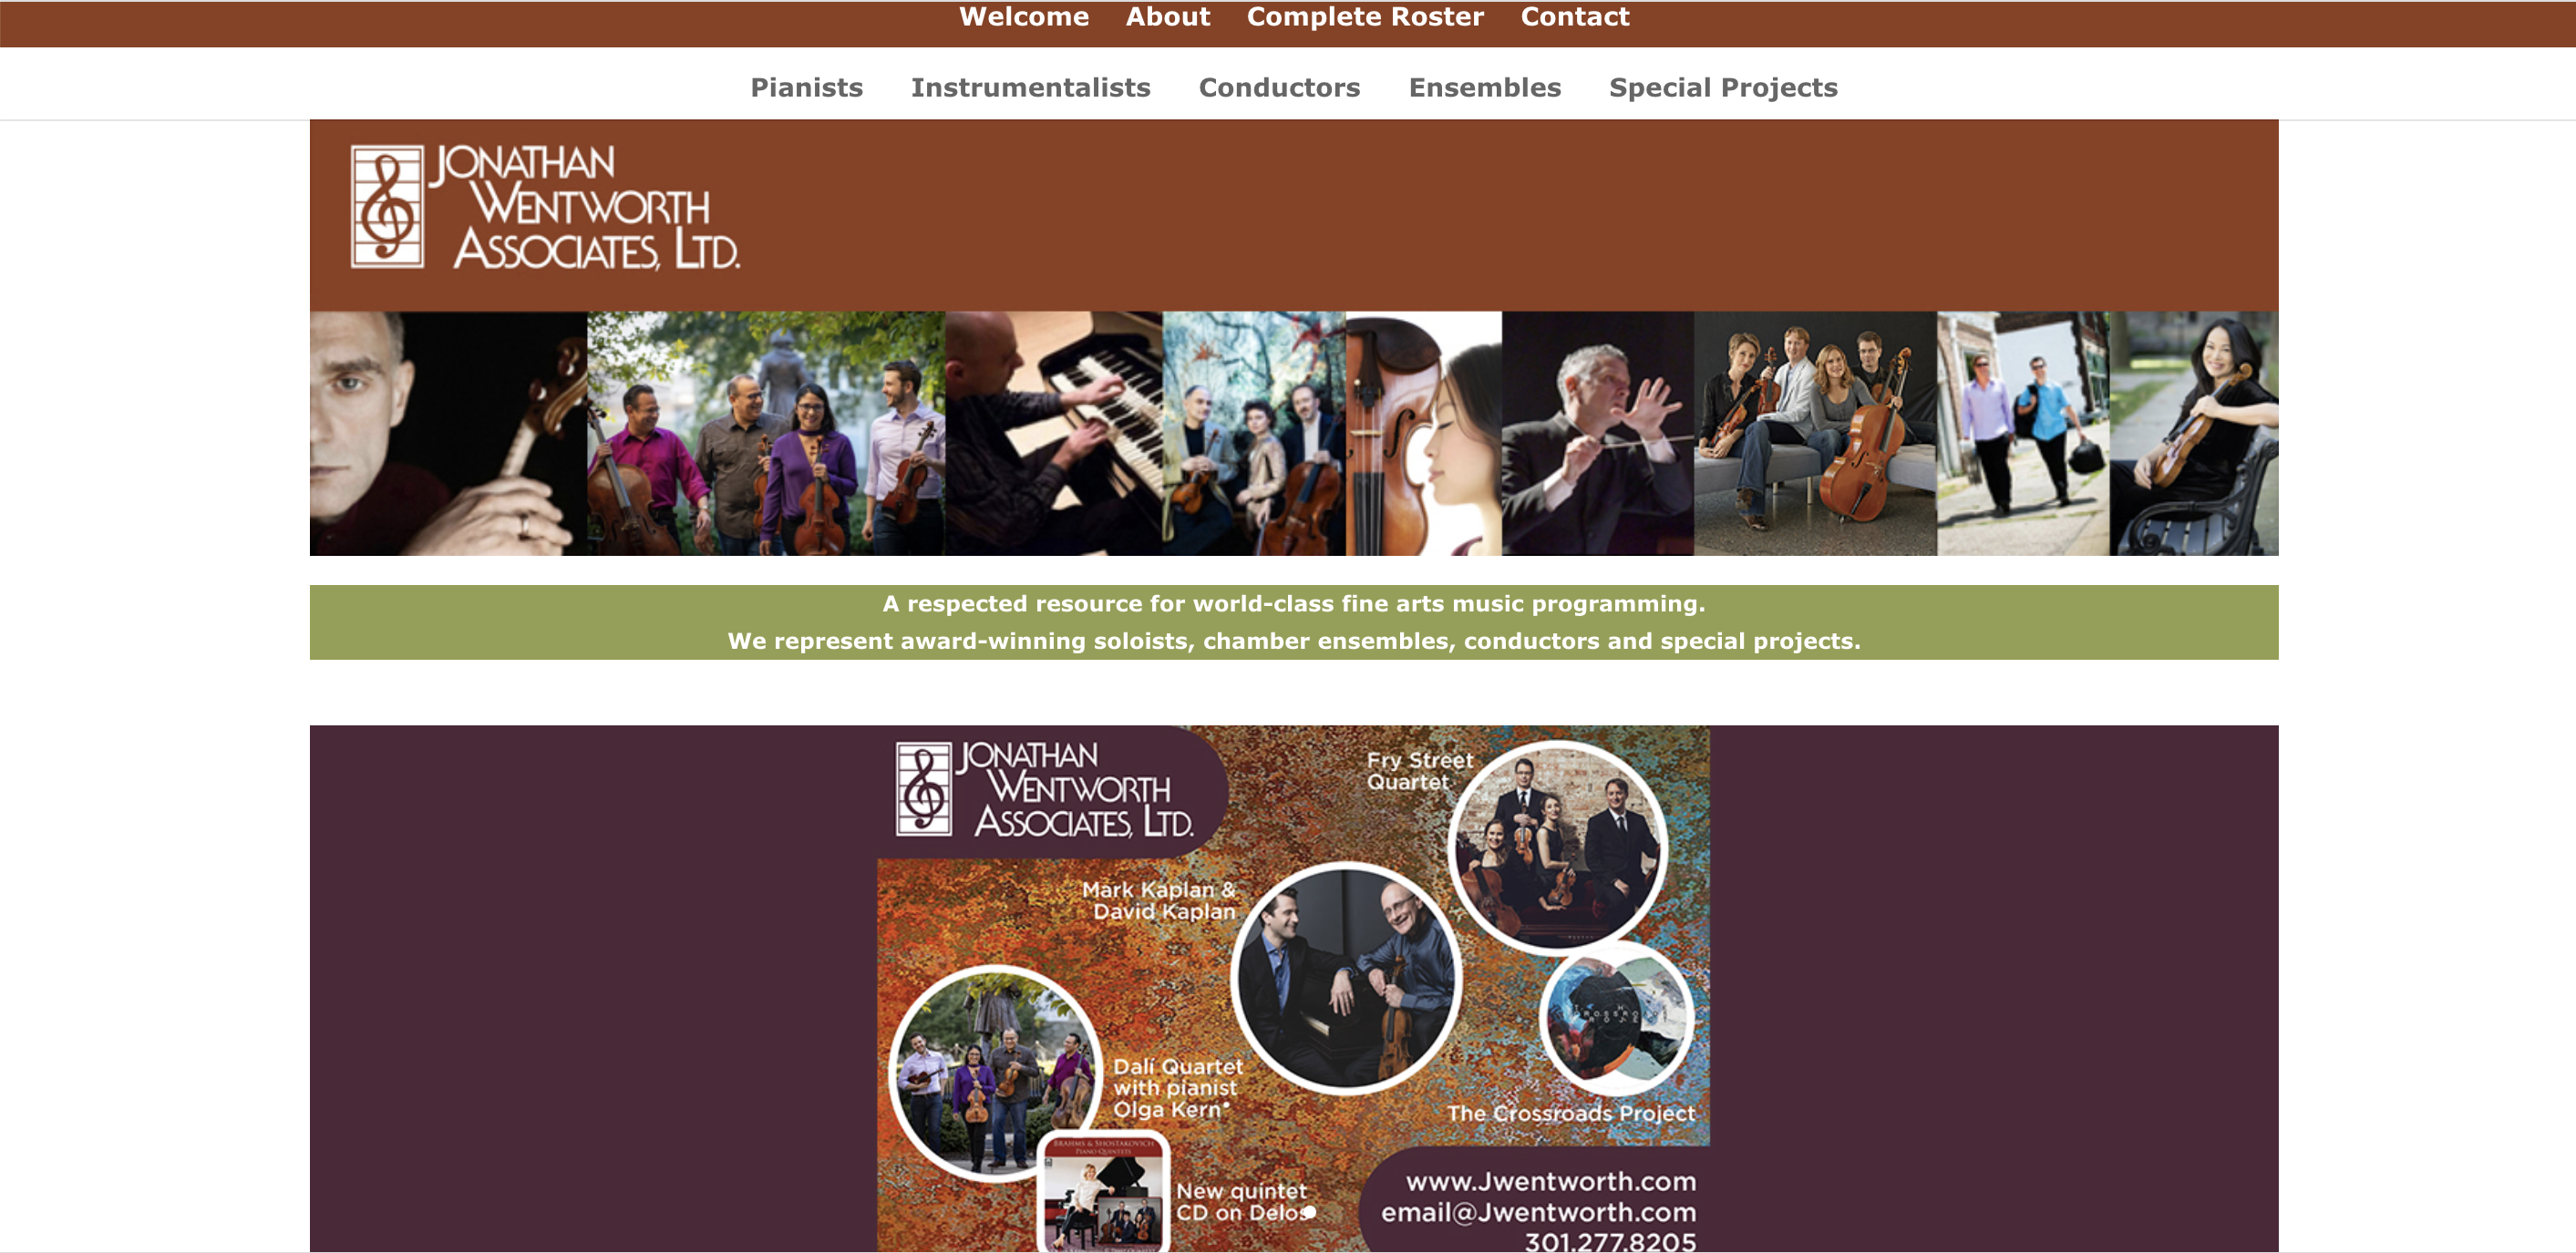 Welcome About Complete Roster Contact
Pianists Instrumentalists Conductors Ensembles Special Projects
JONATHAN
WENTWORTH
ASSOCIATES, LTD.
A respected resource for world-class fine arts music programming.
We represent award-winning soloists, chamber ensembles, conductors and special projects.
JONATHAN
WENTWORTH
ASSOCIATES, LTD.
Fry Street
Quartet
Mark Kaplan &
David Kaplan
Dalí Quartet
with pianist
Olga Kern*
The Crossroads Project
BRAHMS & SHOSTAKOVICH
PIANO QUINTETS
New quintet
CD on Delos
www.Jwentworth.com
email@Jwentworth.com
301.277.8205